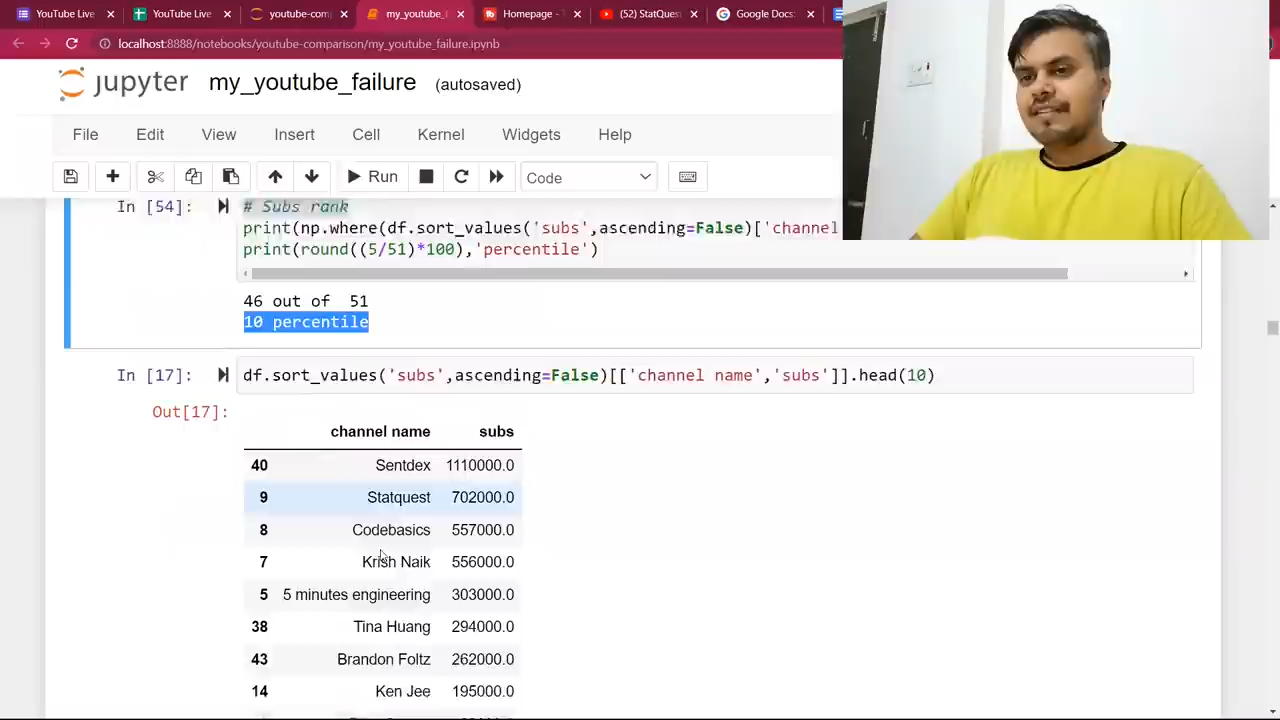 YouTube Live
YouTube Live
youtube-com
my_youtube_
Homepage - T
(52) StatQues
Google Docs:
localhost:8888/notebooks/youtube-comparison/my_youtube_failure.ipynb
jupyter my_youtube_failure (autosaved)
File Edit View Insert Cell Kernel Widgets Help
Run Code
In [54]: # Subs rank
print(np.where(df.sort_values('subs',ascending=False)['channel
print(round((5/51)*100),'percentile')
46 out of  51
10 percentile
In [17]: df.sort_values('subs',ascending=False)[['channel name','subs']].head(10)
Out[17]:
channel name subs
40 Sentdex 1110000.0
9 Statquest 702000.0
8 Codebasics 557000.0
7 Krish Naik 556000.0
5 5 minutes engineering 303000.0
38 Tina Huang 294000.0
43 Brandon Foltz 262000.0
14 Ken Jee 195000.0